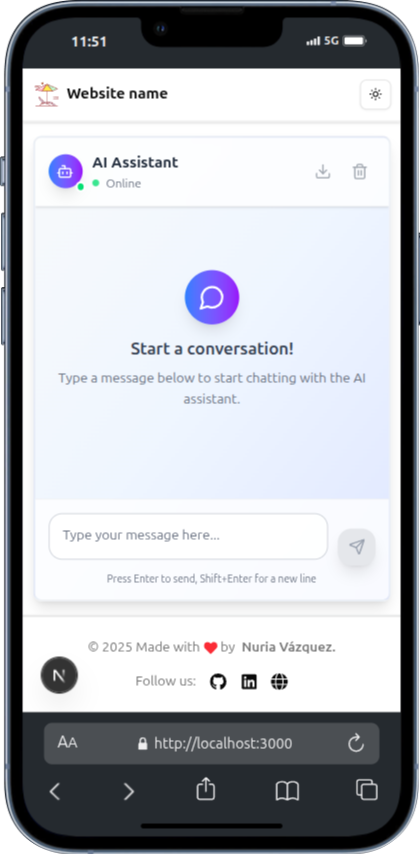 11:51
5G
Website name
AI Assistant
Online
Start a conversation!
Type a message below to start chatting with the AI
assistant.
Type your message here...
Press Enter to send, Shift+Enter for a new line
© 2025 Made with ❤ by Nuria Vázquez.
N
Follow us:
AA http://localhost:3000